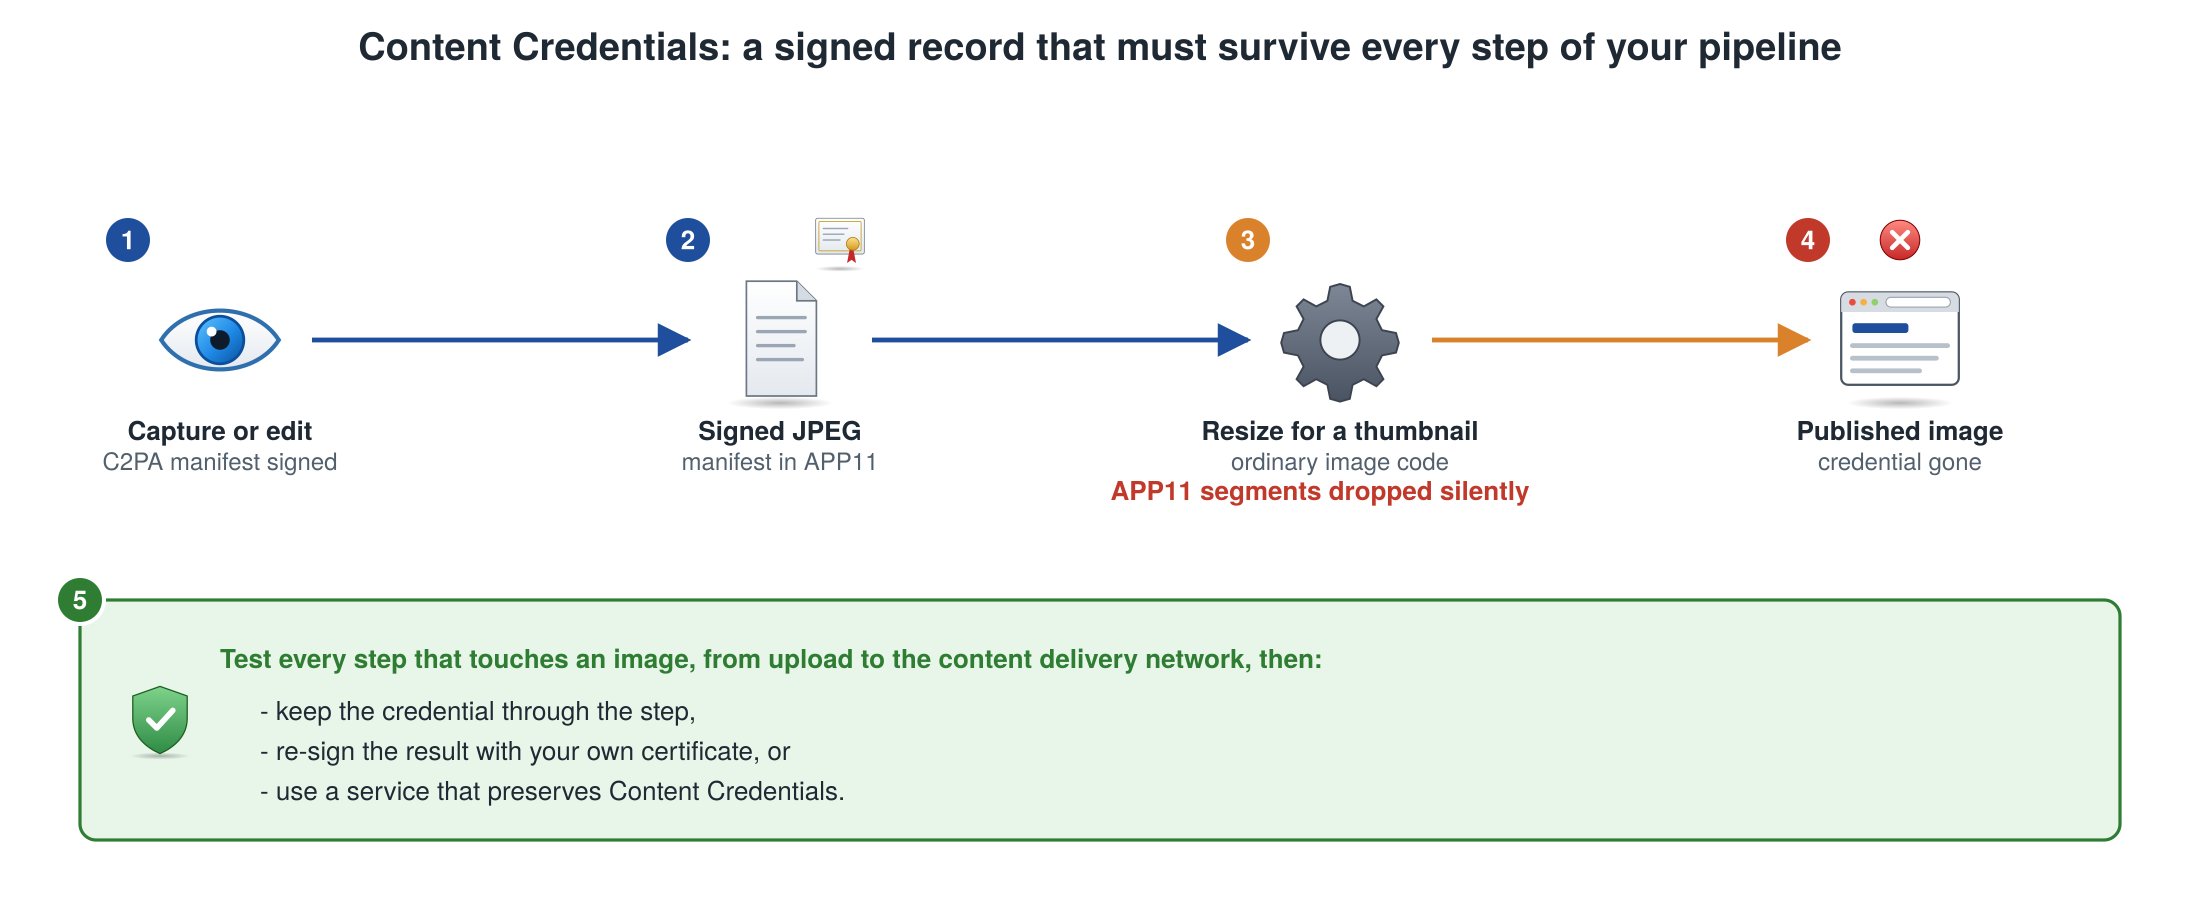 Content Credentials: a signed record that must survive every step of your pipeline
1
2
3
4
Capture or edit
C2PA manifest signed
Signed JPEG
manifest in APP11
Resize for a thumbnail
ordinary image code
APP11 segments dropped silently
Published image
credential gone
5
Test every step that touches an image, from upload to the content delivery network, then:
- keep the credential through the step,
- re-sign the result with your own certificate, or
- use a service that preserves Content Credentials.